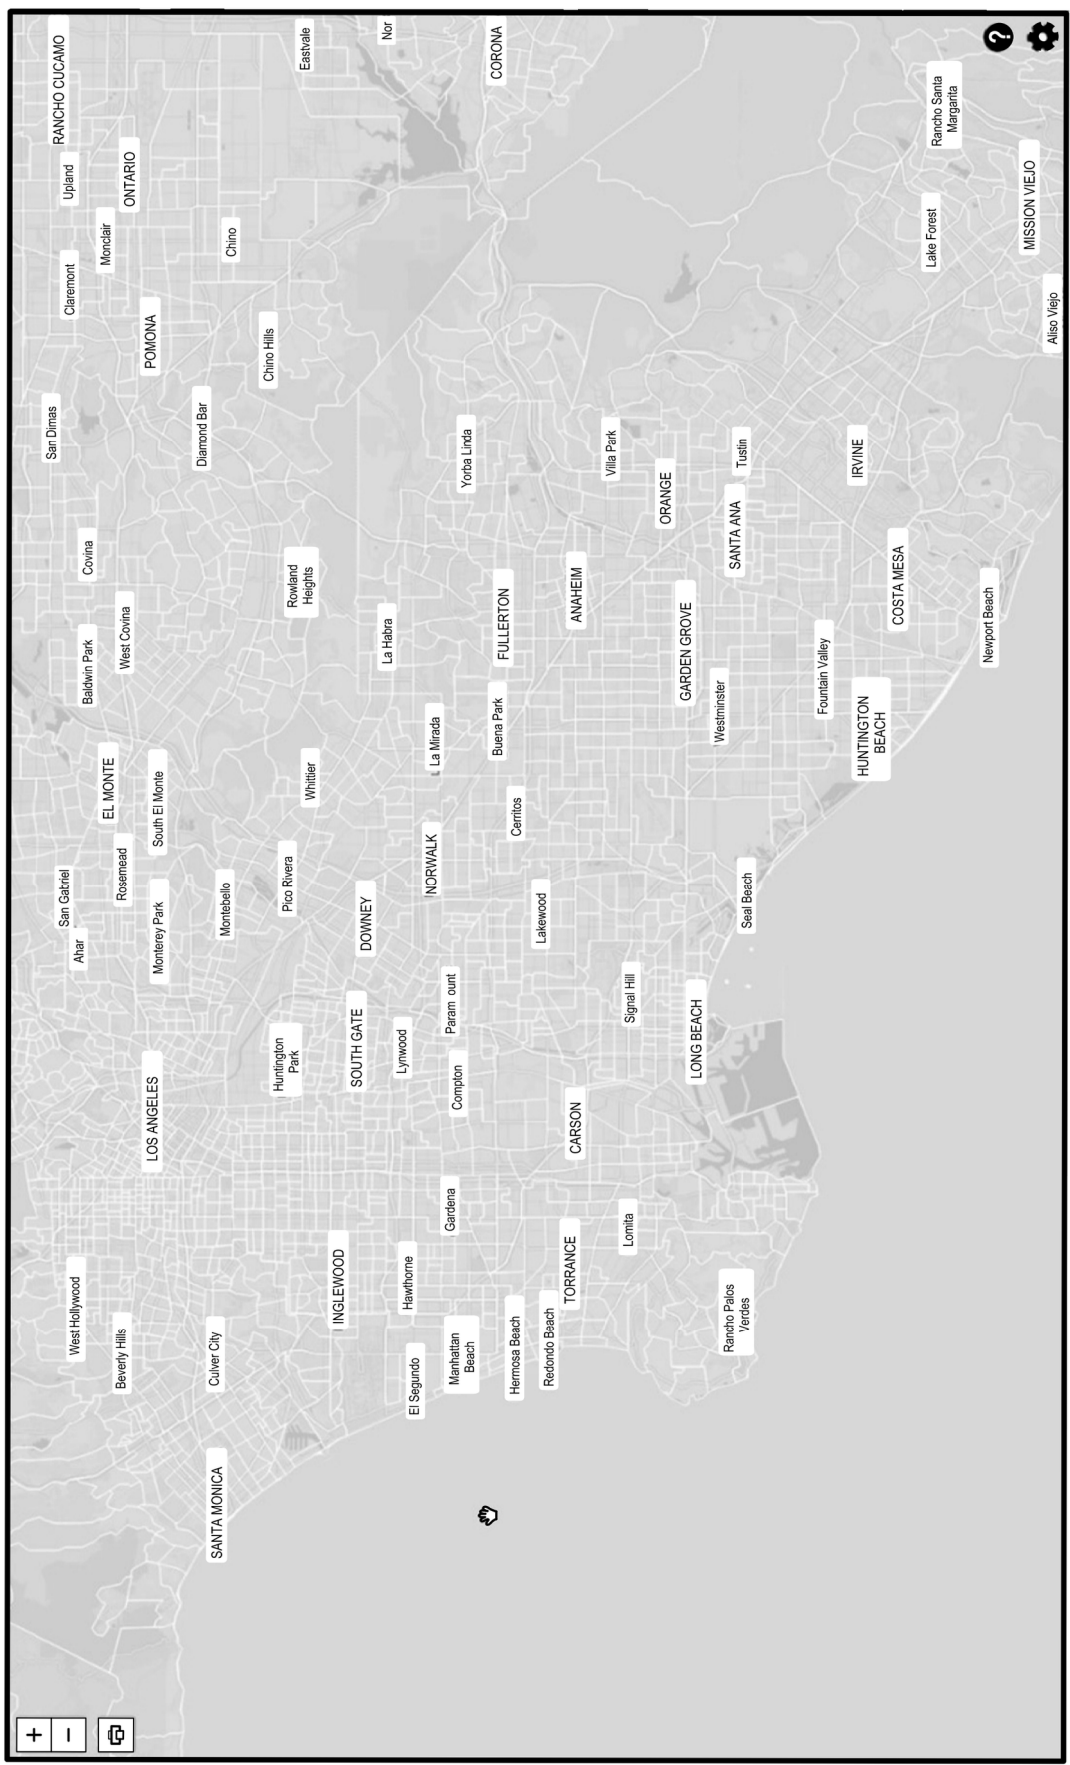 RANCHO CUCAMO
Upland
ONTARIO
Monclair
Claremont
Chino
POMONA
Chino Hills
Eastvale
Nor
CORONA
Rancho Santa
Margarita
Lake Forest
MISSION VIEJO
Aliso Viejo
San Dimas
Diamond Bar
Yorba Linda
Villa Park
ORANGE
Tustin
IRVINE
SANTA ANA
Covina
West Covina
Baldwin Park
Rowland
Heights
La Habra
FULLERTON
ANAHEIM
GARDEN GROVE
COSTA MESA
Newport Beach
Fountain Valley
Westminster
HUNTINGTON
BEACH
EL MONTE
South El Monte
Whittier
La Mirada
Buena Park
Cerritos
San Gabriel
Rosemead
Ahar
Monterey Park
Montebello
Pico Rivera
DOWNEY
NORWALK
Lakewood
Seal Beach
Huntington
Park
SOUTH GATE
Lynwood
Param ount
Compton
Signal Hill
LONG BEACH
LOS ANGELES
CARSON
Gardena
Lomita
West Hollywood
Beverly Hills
Culver City
INGLEWOOD
Hawthorne
El Segundo
Manhattan
Beach
Hermosa Beach
Redondo Beach
TORRANCE
Rancho Palos
Verdes
SANTA MONICA
+
−
?